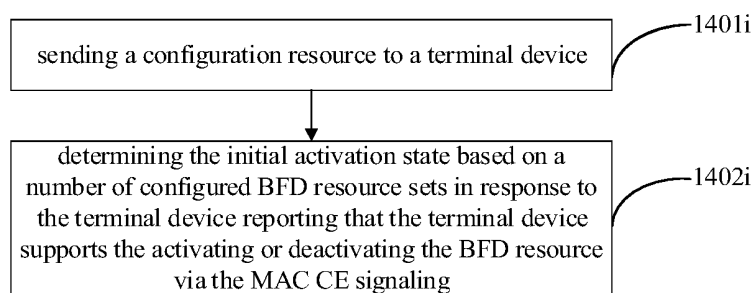 sending a configuration resource to a terminal device
1401i
determining the initial activation state based on a
number of configured BFD resource sets in response to
the terminal device reporting that the terminal device
supports the activating or deactivating the BFD resource
via the MAC CE signaling
1402i